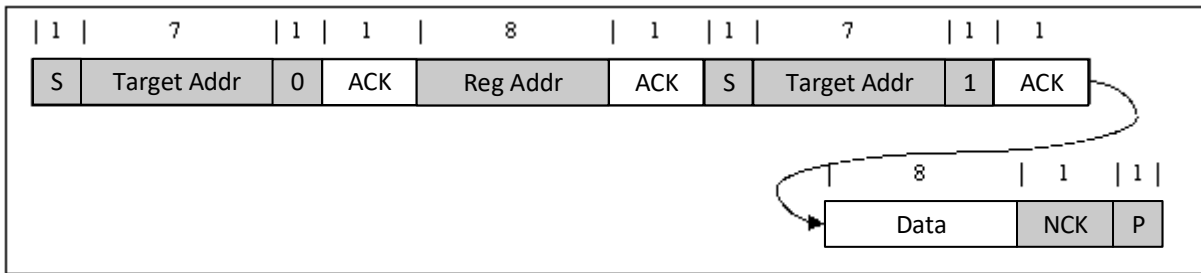 | 1 | 7 | 1 | 1 | 8 | 1 | 1 | 7 | 1 | 1
S Target Addr 0 ACK Reg Addr ACK S Target Addr 1 ACK
| 8 | 1 | 1 |
Data NCK P